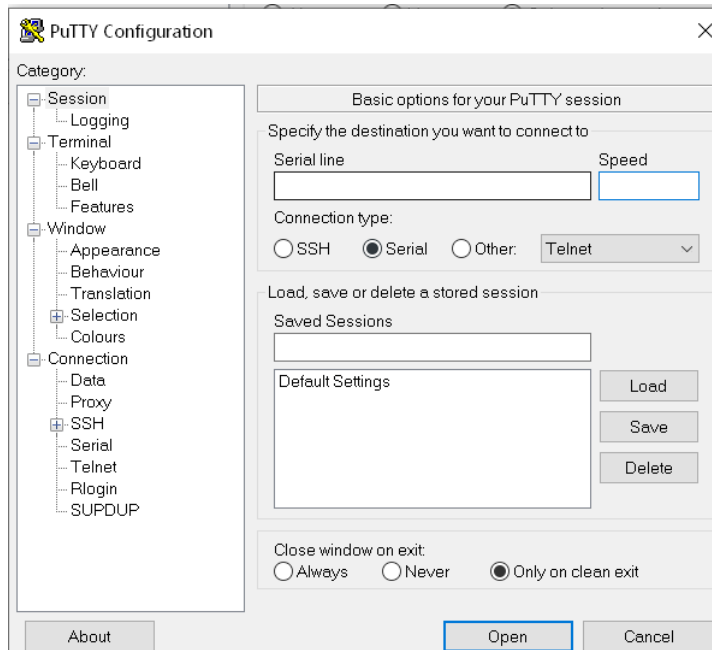 PuTTY Configuration
Category:
Session
Logging
Terminal
Keyboard
Bell
Features
Window
Appearance
Behaviour
Translation
Selection
Colours
Connection
Data
Proxy
SSH
Serial
Telnet
Rlogin
SUPDUP
Basic options for your PuTTY session
Specify the destination you want to connect to
Serial line Speed
Connection type:
SSH Serial Other: Telnet
Load, save or delete a stored session
Saved Sessions
Default Settings
Load
Save
Delete
Close window on exit:
Always Never Only on clean exit
About Open Cancel